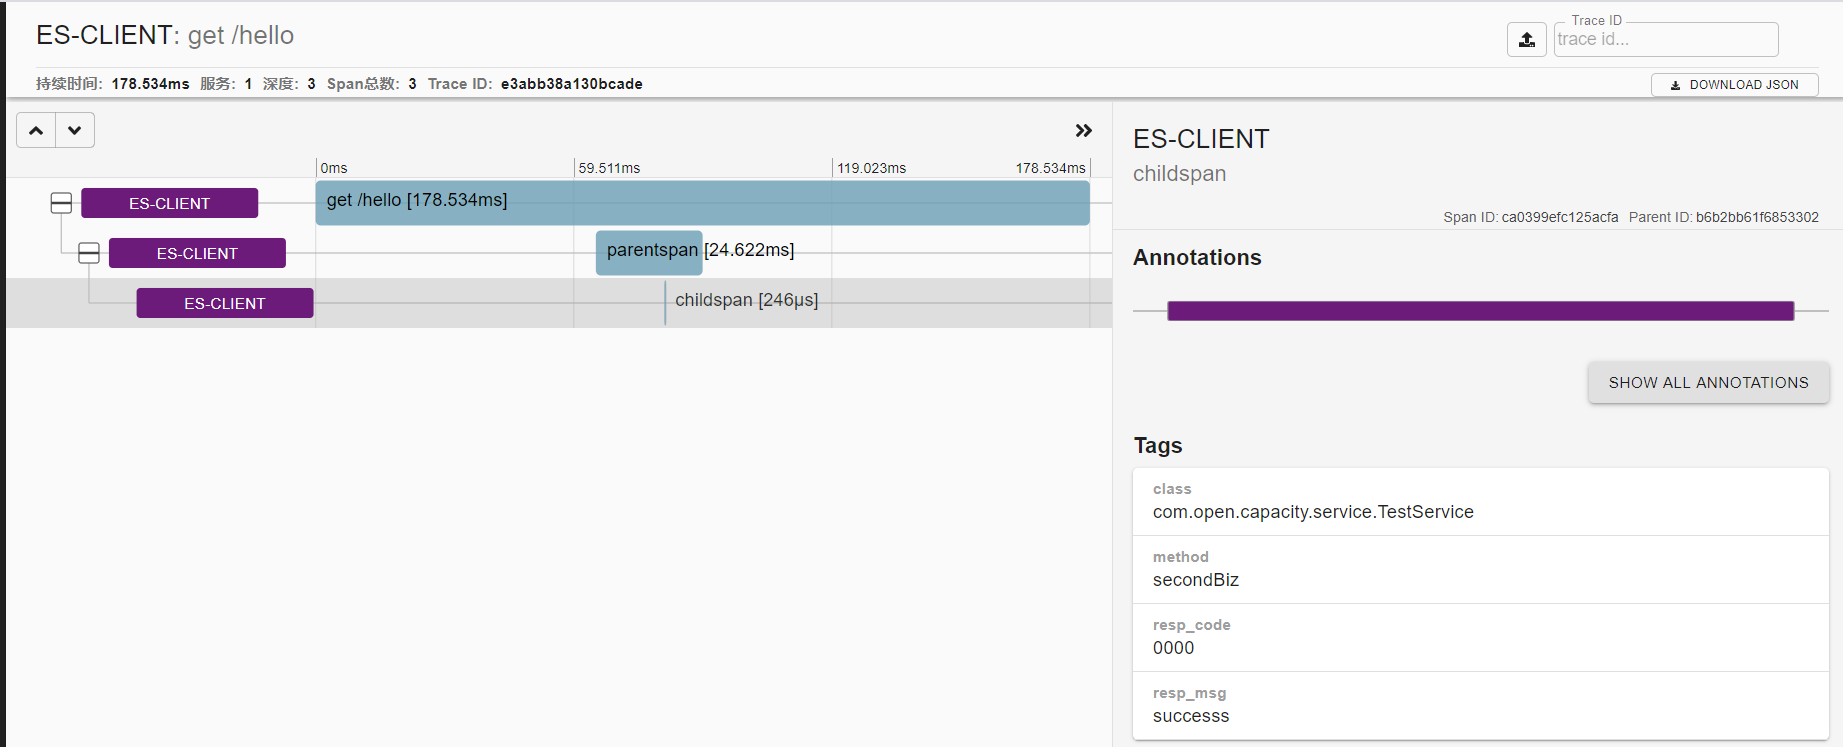 ES-CLIENT: get /hello
Trace ID
trace id...
持续时间: 178.534ms 服务: 1 深度: 3 Span总数: 3 Trace ID: e3abb38a130bcade
DOWNLOAD JSON
0ms 59.511ms 119.023ms 178.534ms
ES-CLIENT get /hello [178.534ms]
ES-CLIENT parentspan [24.622ms]
ES-CLIENT childspan [246μs]
ES-CLIENT
childspan
Span ID: ca0399efc125acfa Parent ID: b6b2bb61f6853302
Annotations
SHOW ALL ANNOTATIONS
Tags
class
com.open.capacity.service.TestService
method
secondBiz
resp_code
0000
resp_msg
successs